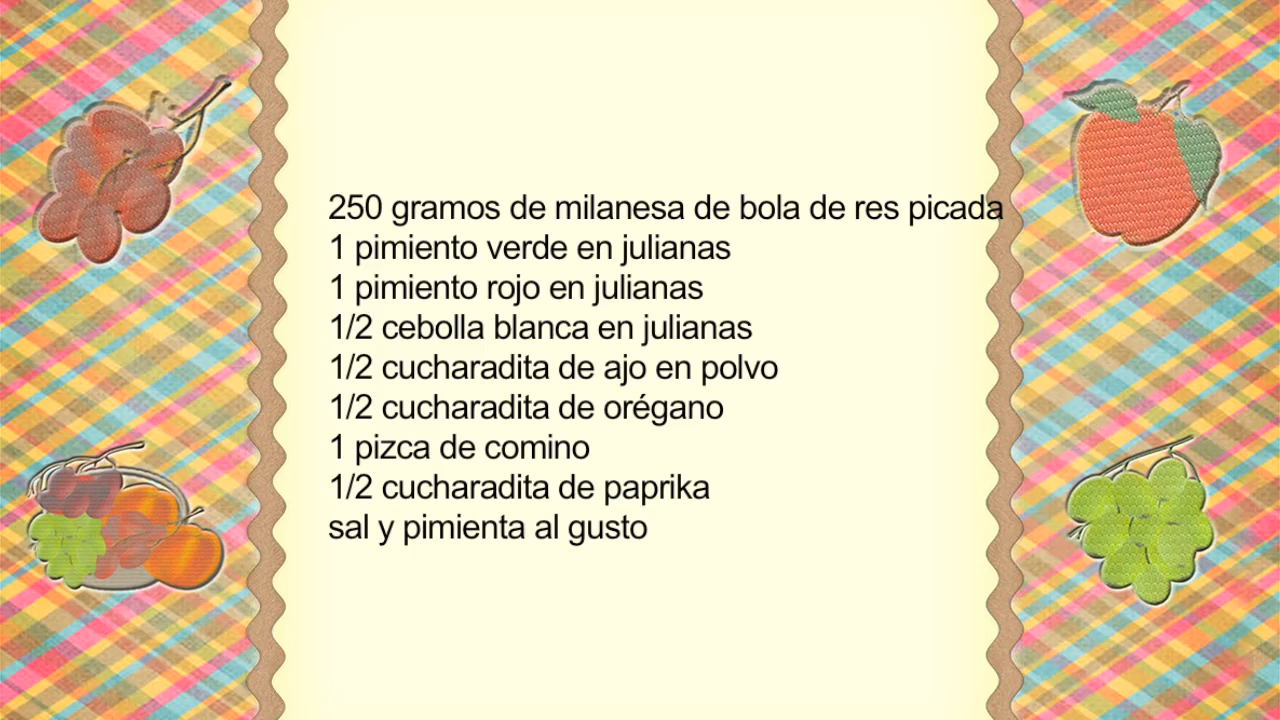 250 gramos de milanesa de bola de res picada
1 pimiento verde en julianas
1 pimiento rojo en julianas
1/2 cebolla blanca en julianas
1/2 cucharadita de ajo en polvo
1/2 cucharadita de orégano
1 pizca de comino
1/2 cucharadita de paprika
sal y pimienta al gusto